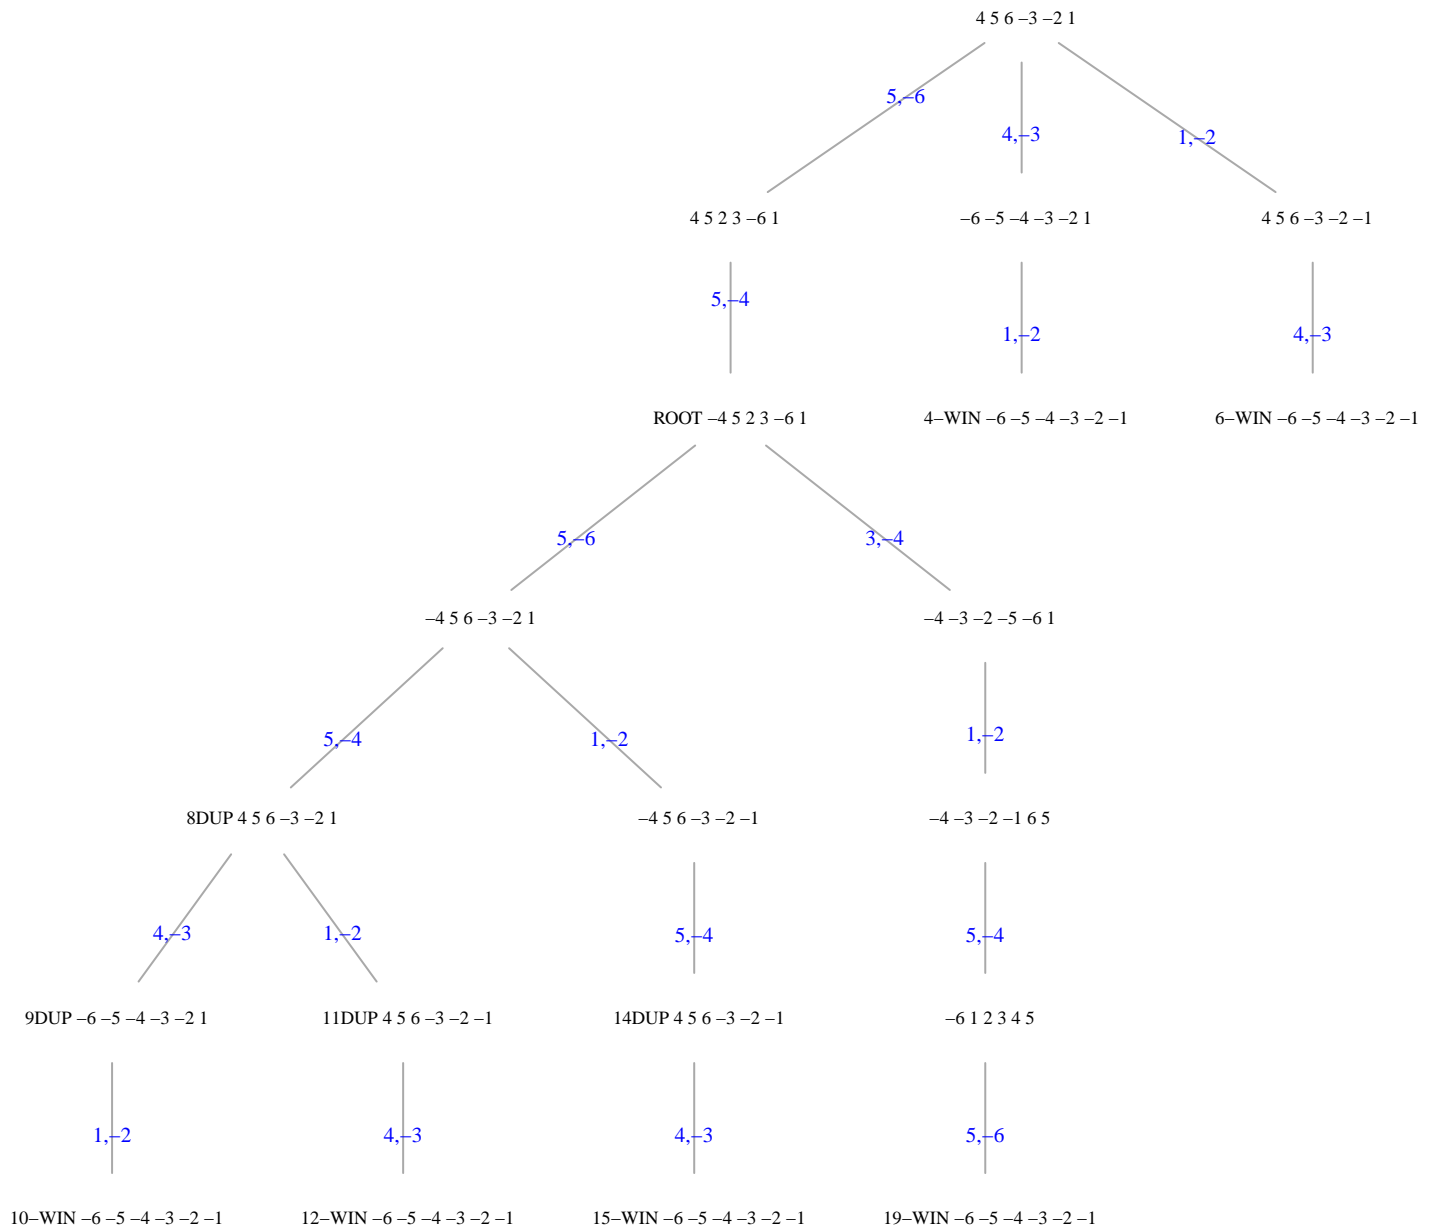 4 5 6 –3 –2 1
5,–6
4,–3
1,–2
4 5 2 3 –6 1
–6 –5 –4 –3 –2 1
4 5 6 –3 –2 –1
5,–4
1,–2
4,–3
ROOT –4 5 2 3 –6 1
4–WIN –6 –5 –4 –3 –2 –1
6–WIN –6 –5 –4 –3 –2 –1
5,–6
3,–4
–4 5 6 –3 –2 1
–4 –3 –2 –5 –6 1
5,–4
1,–2
1,–2
8DUP 4 5 6 –3 –2 1
–4 5 6 –3 –2 –1
–4 –3 –2 –1 6 5
4,–3
1,–2
5,–4
5,–4
9DUP –6 –5 –4 –3 –2 1
11DUP 4 5 6 –3 –2 –1
14DUP 4 5 6 –3 –2 –1
–6 1 2 3 4 5
1,–2
4,–3
4,–3
5,–6
10–WIN –6 –5 –4 –3 –2 –1
12–WIN –6 –5 –4 –3 –2 –1
15–WIN –6 –5 –4 –3 –2 –1
19–WIN –6 –5 –4 –3 –2 –1